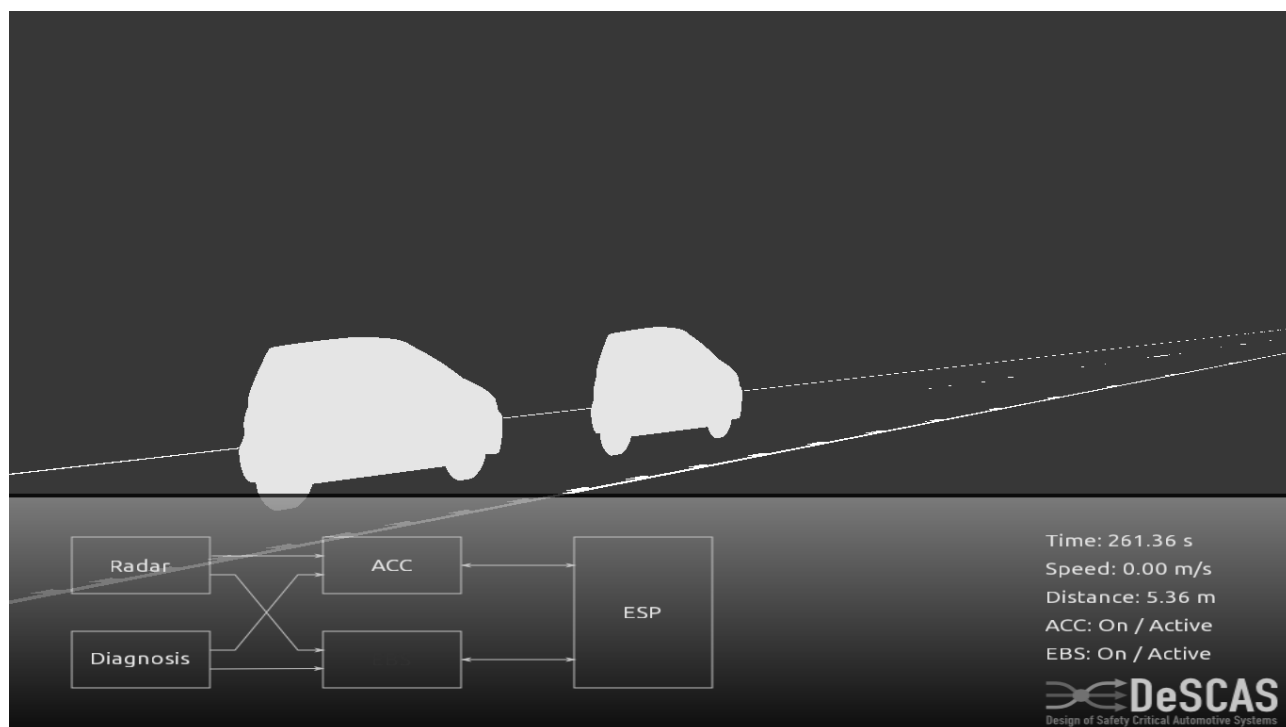 Radar
ACC
ESP
Diagnosis
Time: 261.36 s
Speed: 0.00 m/s
Distance: 5.36 m
ACC: On / Active
EBS: On / Active
DeSCAS
Design of Safety Critical Automotive Systems